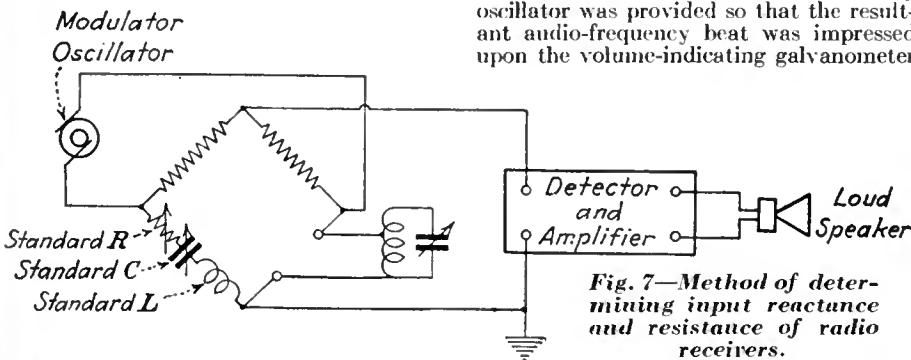 oscillator was provided so that the result-
ant audio-frequency beat was impressed
upon the volume-indicating galvanometer
Modulator
Oscillator
Standard R
Standard C
Standard L
Detector
and
Amplifier
Loud
Speaker
Fig. 7—Method of deter-
mining input reactance
and resistance of radio
receivers.